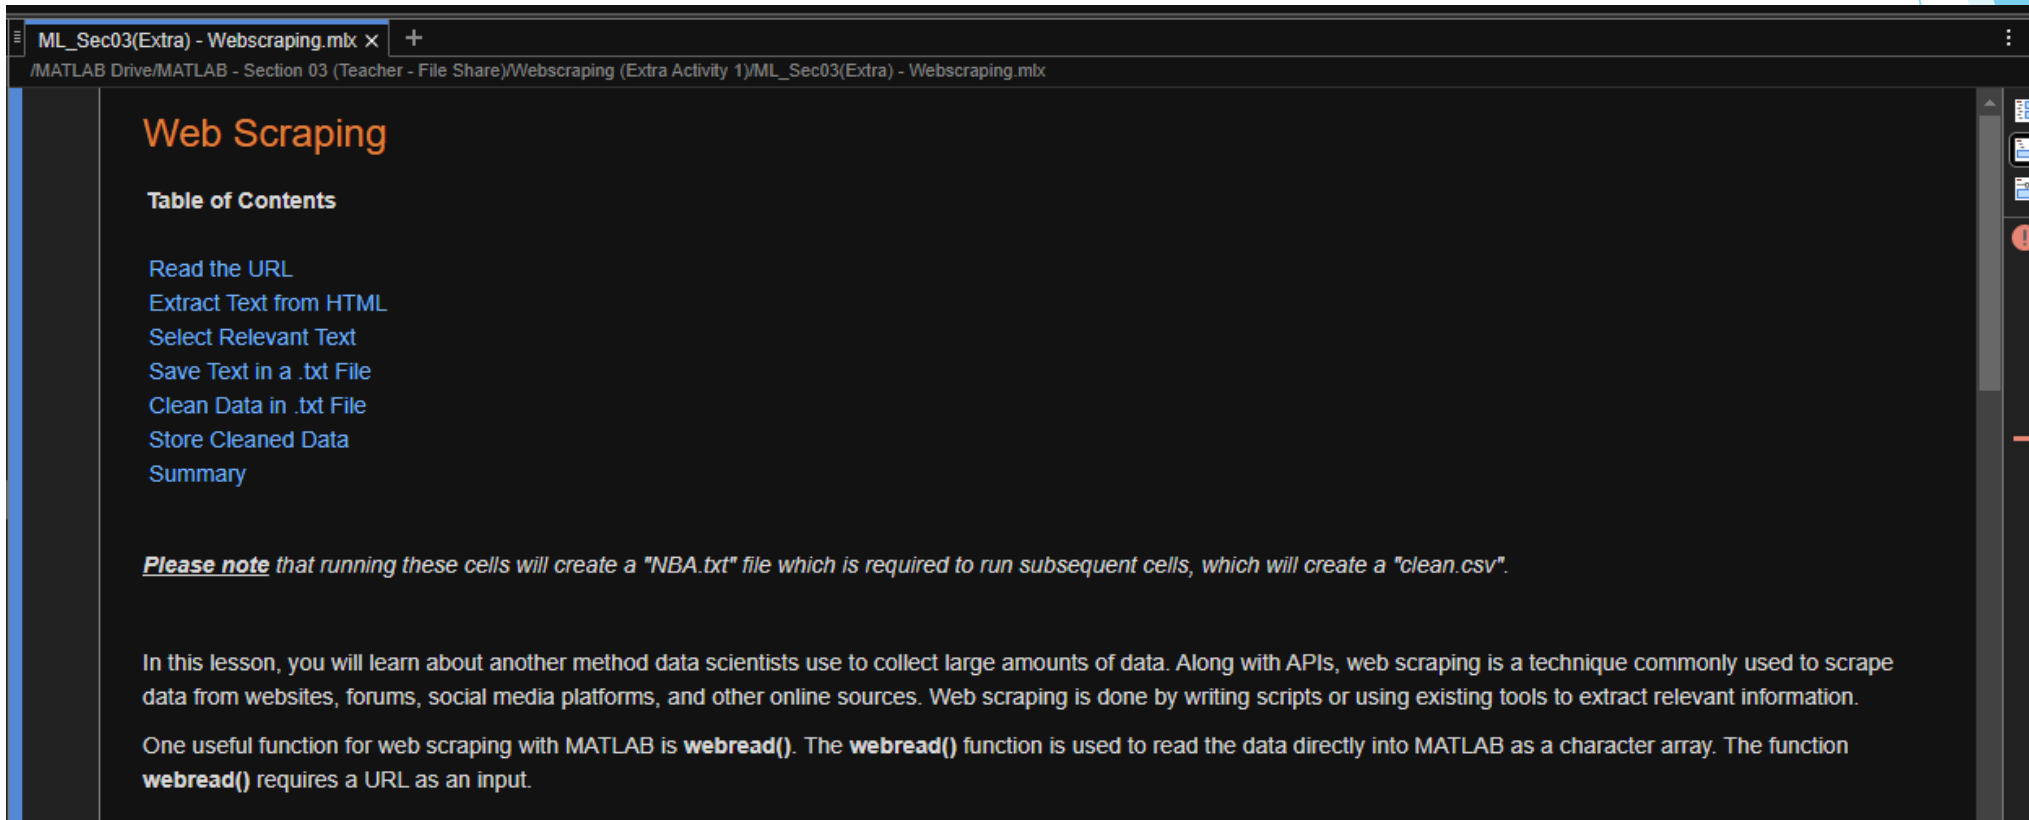 ML_Sec03(Extra) - Webscraping.mlx × +
/MATLAB Drive/MATLAB - Section 03 (Teacher - File Share)/Webscraping (Extra Activity 1)/ML_Sec03(Extra) - Webscraping.mlx
Web Scraping
Table of Contents
Read the URL
Extract Text from HTML
Select Relevant Text
Save Text in a .txt File
Clean Data in .txt File
Store Cleaned Data
Summary
Please note that running these cells will create a "NBA.txt" file which is required to run subsequent cells, which will create a "clean.csv".
In this lesson, you will learn about another method data scientists use to collect large amounts of data. Along with APIs, web scraping is a technique commonly used to scrape
data from websites, forums, social media platforms, and other online sources. Web scraping is done by writing scripts or using existing tools to extract relevant information.
One useful function for web scraping with MATLAB is webread(). The webread() function is used to read the data directly into MATLAB as a character array. The function
webread() requires a URL as an input.